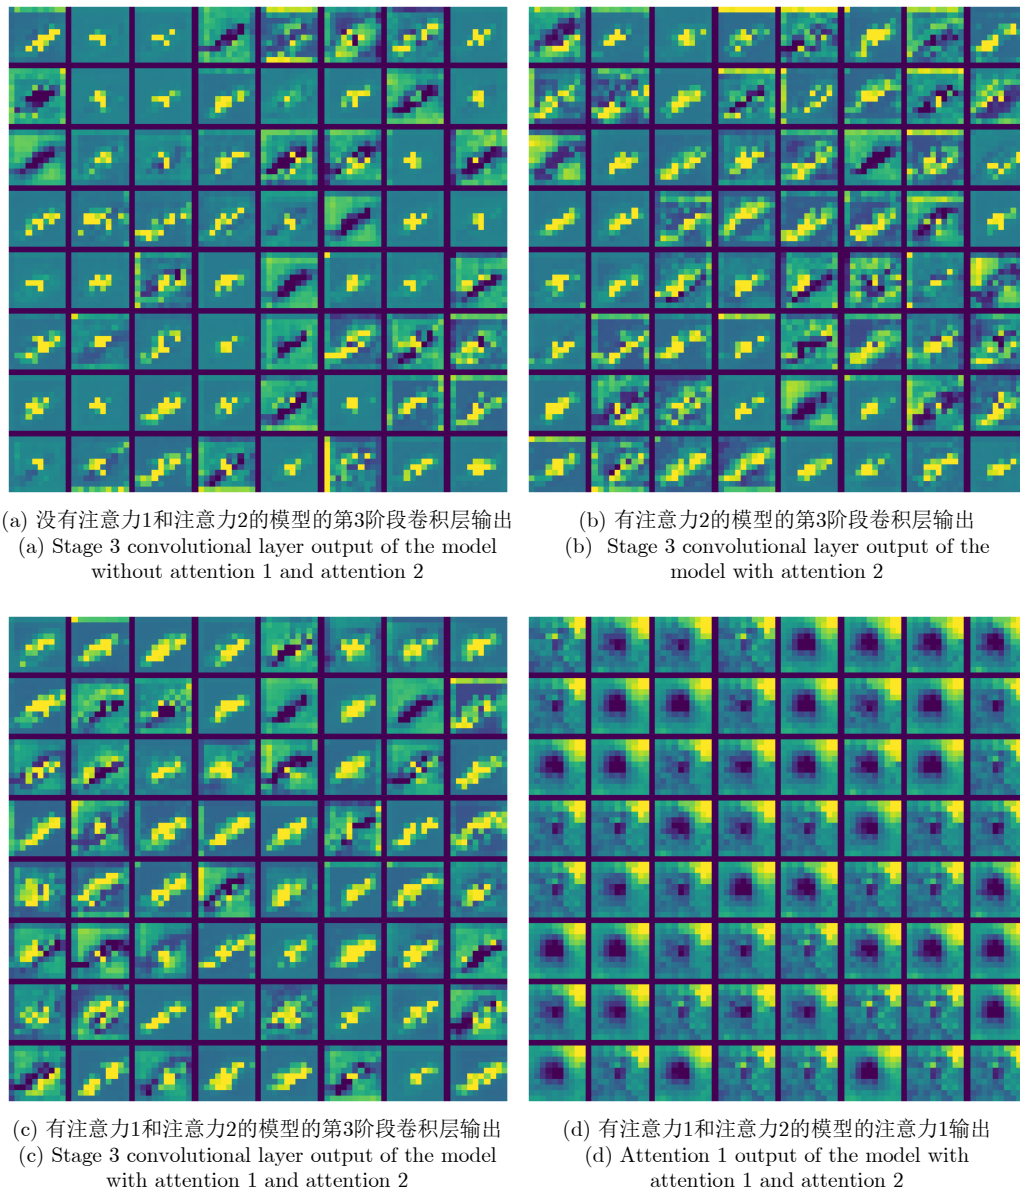 (a) 没有注意力1和注意力2的模型的第3阶段卷积层输出
(a) Stage 3 convolutional layer output of the model
without attention 1 and attention 2
(b) 有注意力2的模型的第3阶段卷积层输出
(b) Stage 3 convolutional layer output of the
model with attention 2
(c) 有注意力1和注意力2的模型的第3阶段卷积层输出
(c) Stage 3 convolutional layer output of the model
with attention 1 and attention 2
(d) 有注意力1和注意力2的模型的注意力1输出
(d) Attention 1 output of the model with
attention 1 and attention 2